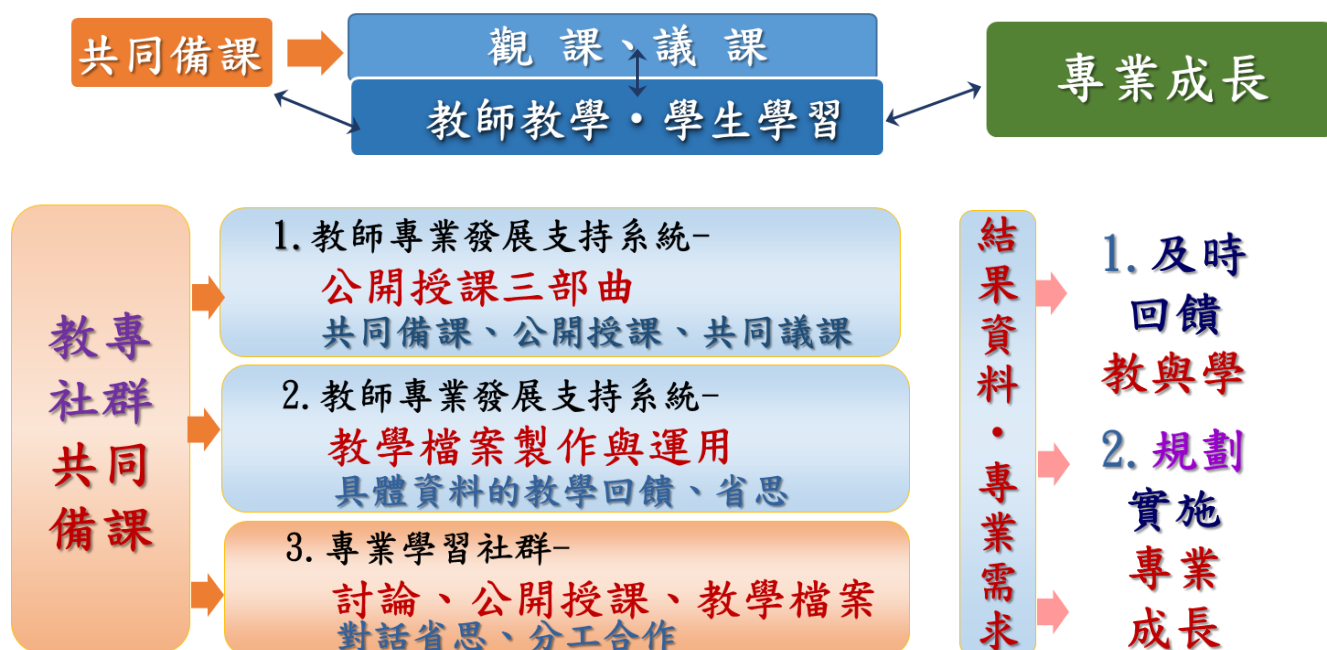 共同備課
觀 課、議 課
教師教學・學生學習
專業成長
教專
社群
共同
備課
1.教師專業發展支持系統-
公開授課三部曲
共同備課、公開授課、共同議課
2.教師專業發展支持系統-
教學檔案製作與運用
具體資料的教學回饋、省思
3.專業學習社群-
討論、公開授課、教學檔案
對話省思、分工合作
結果資料・專業需求
1.及時
回饋
教與學
2.規劃
實施
專業
成長